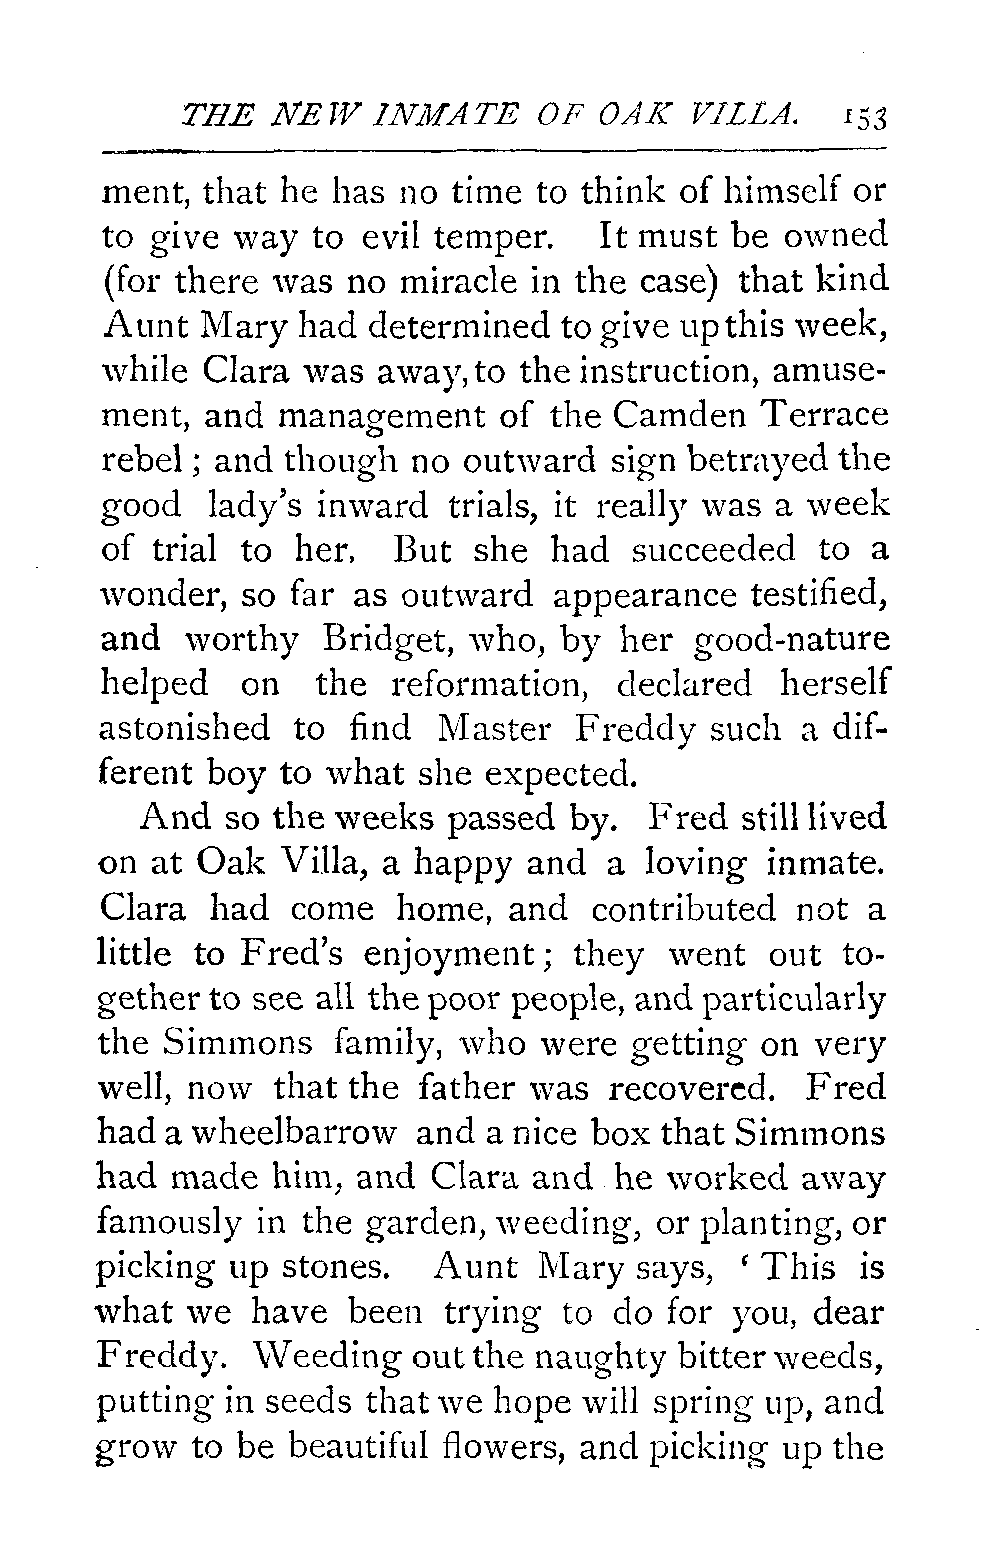 THE NEW INMATE OF OAK VILLA. 153
ment, that he has no time to think of himself or
to give way to evil temper. It must be owned
(for there was no miracle in the case) that kind
Aunt Mary had determined to give up this week,
while Clara was away, to the instruction, amuse-
ment, and management of the Camden Terrace
rebel ; and though no outward sign betrayed the
good lady's inward trials, it really was a week
of trial to her. But she had succeeded to a
wonder, so far as outward appearance testified,
and worthy Bridget, who, by her good-nature
helped on the reformation, declared herself
astonished to find Master Freddy such a dif-
ferent boy to what she expected.
And so the weeks passed by. Fred still lived
on at Oak Villa, a happy and a loving inmate.
Clara had come home, and contributed not a
little to Fred's enjoyment ; they went out to-
gether to see all the poor people, and particularly
the Simmons family, who were getting on very
well, now that the father was recovered. Fred
had a wheelbarrow and a nice box that Simmons
had made him, and Clara and he worked away
famously in the garden, weeding, or planting, or
picking up stones. Aunt Mary says, ‘ This is
what we have been trying to do for you, dear
Freddy. Weeding out the naughty bitter weeds,
putting in seeds that we hope will spring up, and
grow to be beautiful flowers, and picking up the